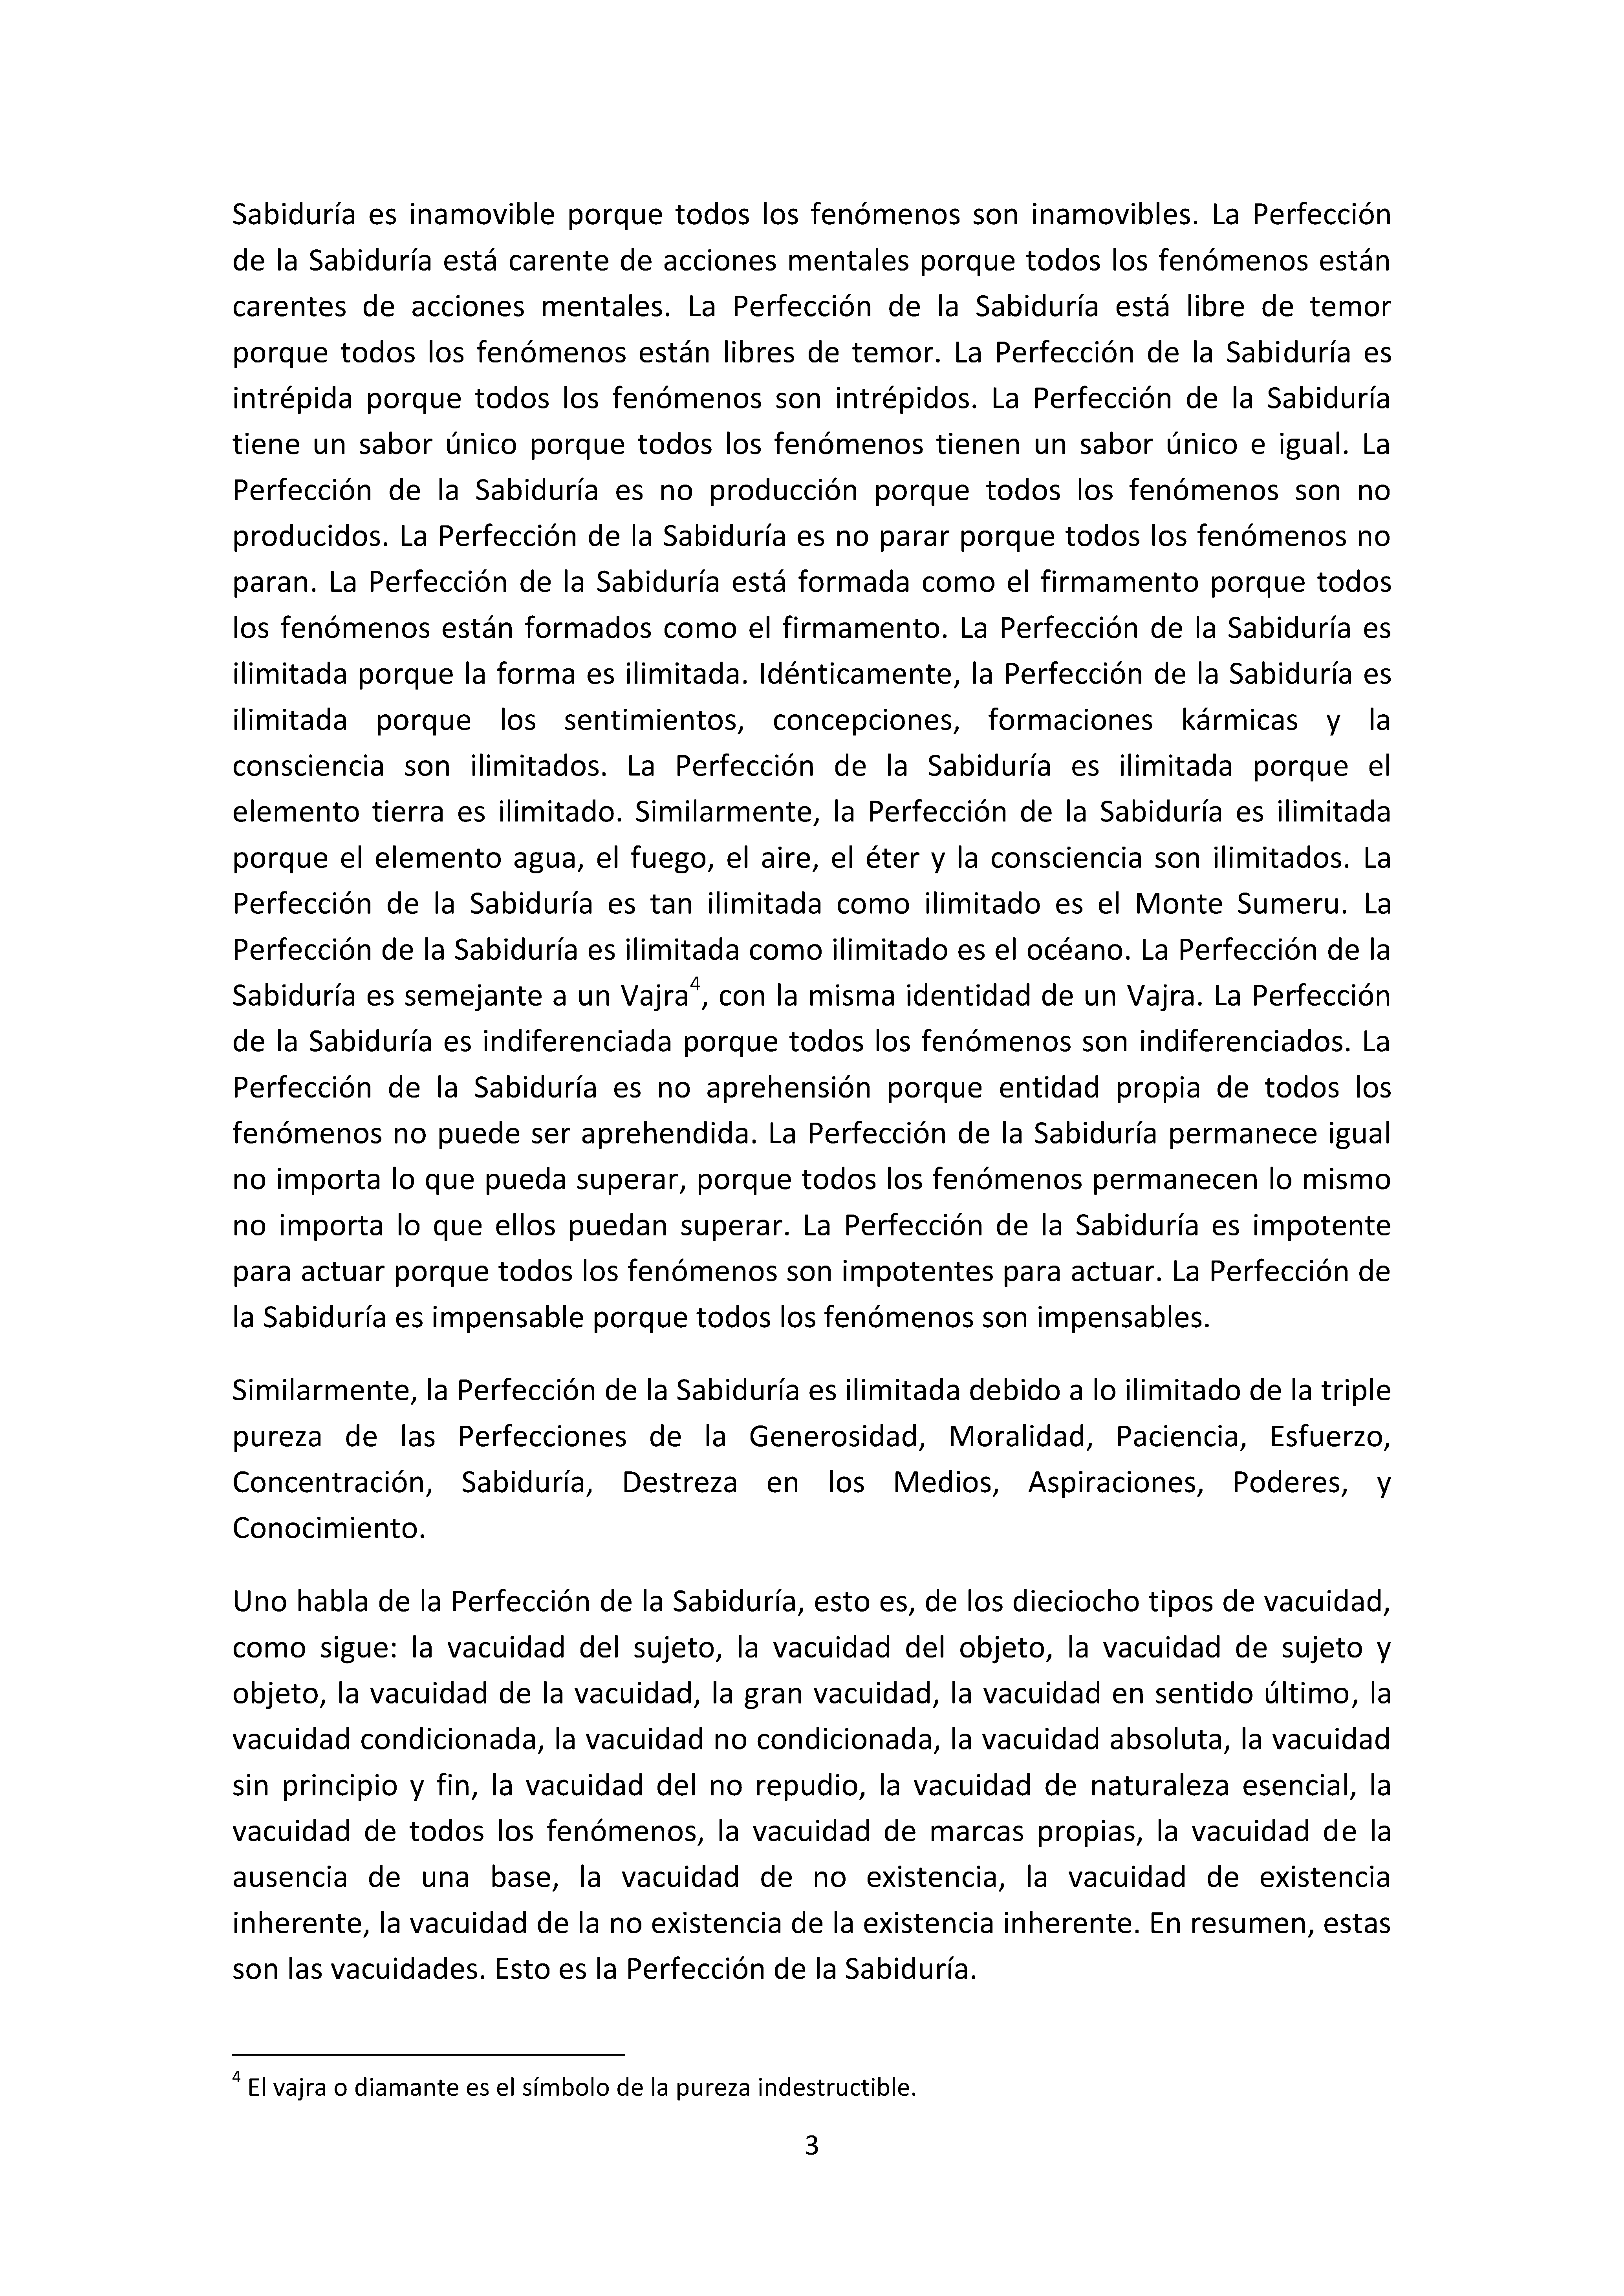 Sabiduría es inamovible porque todos los fenómenos son inamovibles. La Perfección
de la Sabiduría está carente de acciones mentales porque todos los fenómenos están
carentes de acciones mentales. La Perfección de la Sabiduría está libre de temor
porque todos los fenómenos están libres de temor. La Perfección de la Sabiduría es
intrépida porque todos los fenómenos son intrépidos. La Perfección de la Sabiduría
tiene un sabor único porque todos los fenómenos tienen un sabor único e igual. La
Perfección de la Sabiduría es no producción porque todos los fenómenos son no
producidos. La Perfección de la Sabiduría es no parar porque todos los fenómenos no
paran. La Perfección de la Sabiduría está formada como el firmamento porque todos
los fenómenos están formados como el firmamento. La Perfección de la Sabiduría es
ilimitada porque la forma es ilimitada. Idénticamente, la Perfección de la Sabiduría es
ilimitada porque los sentimientos, concepciones, formaciones kármicas y la
consciencia son ilimitados. La Perfección de la Sabiduría es ilimitada porque el
elemento tierra es ilimitado. Similarmente, la Perfección de la Sabiduría es ilimitada
porque el elemento agua, el fuego, el aire, el éter y la consciencia son ilimitados. La
Perfección de la Sabiduría es tan ilimitada como ilimitado es el Monte Sumeru. La
Perfección de la Sabiduría es ilimitada como ilimitado es el océano. La Perfección de la
Sabiduría es semejante a un Vajra4, con la misma identidad de un Vajra. La Perfección
de la Sabiduría es indiferenciada porque todos los fenómenos son indiferenciados. La
Perfección de la Sabiduría es no aprehensión porque entidad propia de todos los
fenómenos no puede ser aprehendida. La Perfección de la Sabiduría permanece igual
no importa lo que pueda superar, porque todos los fenómenos permanecen lo mismo
no importa lo que ellos puedan superar. La Perfección de la Sabiduría es impotente
para actuar porque todos los fenómenos son impotentes para actuar. La Perfección de
la Sabiduría es impensable porque todos los fenómenos son impensables.
Similarmente, la Perfección de la Sabiduría es ilimitada debido a lo ilimitado de la triple
pureza de las Perfecciones de la Generosidad, Moralidad, Paciencia, Esfuerzo,
Concentración, Sabiduría, Destreza en los Medios, Aspiraciones, Poderes, y
Conocimiento.
Uno habla de la Perfección de la Sabiduría, esto es, de los dieciocho tipos de vacuidad,
como sigue: la vacuidad del sujeto, la vacuidad del objeto, la vacuidad de sujeto y
objeto, la vacuidad de la vacuidad, la gran vacuidad, la vacuidad en sentido último, la
vacuidad condicionada, la vacuidad no condicionada, la vacuidad absoluta, la vacuidad
sin principio y fin, la vacuidad del no repudio, la vacuidad de naturaleza esencial, la
vacuidad de todos los fenómenos, la vacuidad de marcas propias, la vacuidad de la
ausencia de una base, la vacuidad de no existencia, la vacuidad de existencia
inherente, la vacuidad de la no existencia de la existencia inherente. En resumen, estas
son las vacuidades. Esto es la Perfección de la Sabiduría.
4 El vajra o diamante es el símbolo de la pureza indestructible.
3